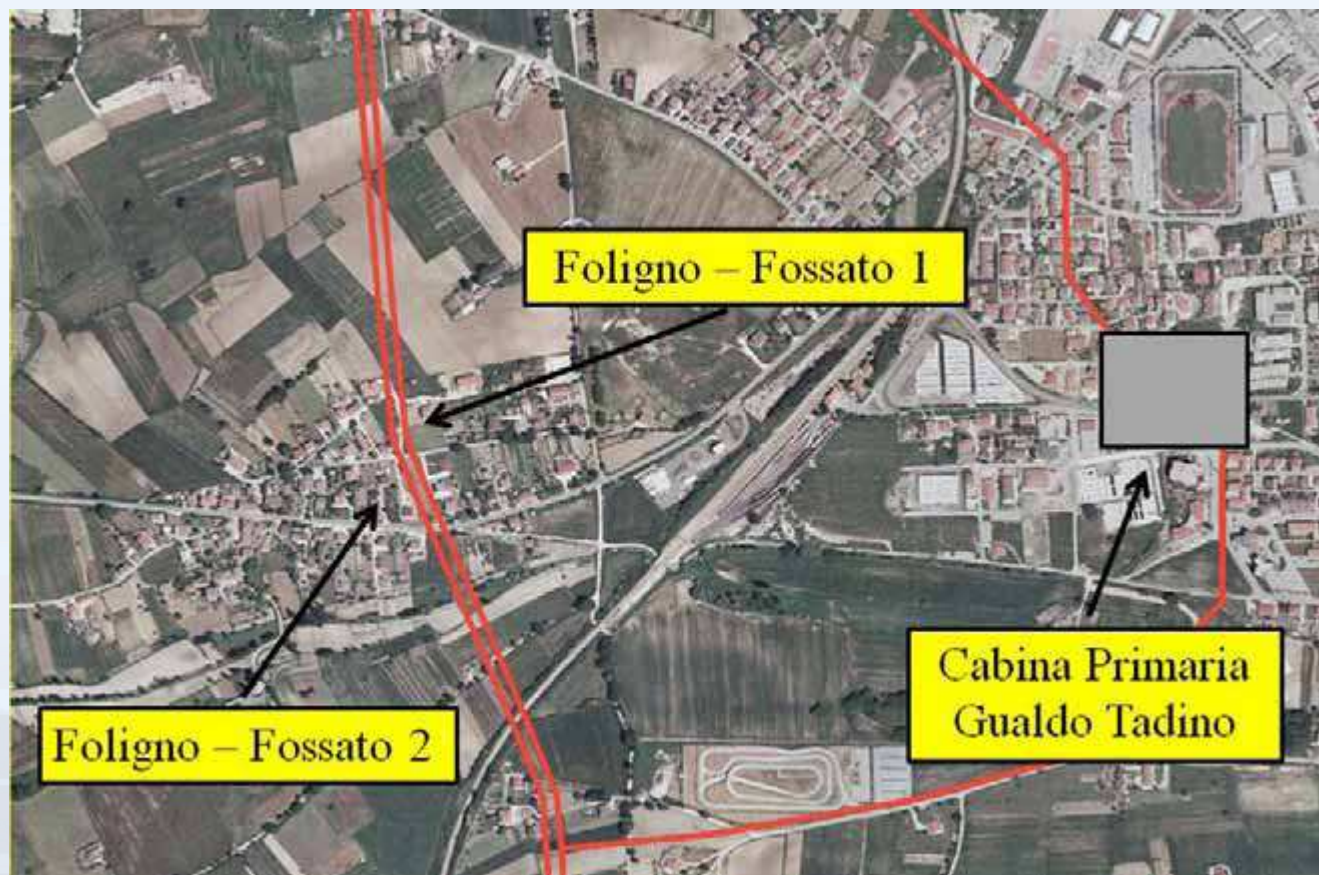 Foligno – Fossato 1
Foligno – Fossato 2
Cabina Primaria
Gualdo Tadino